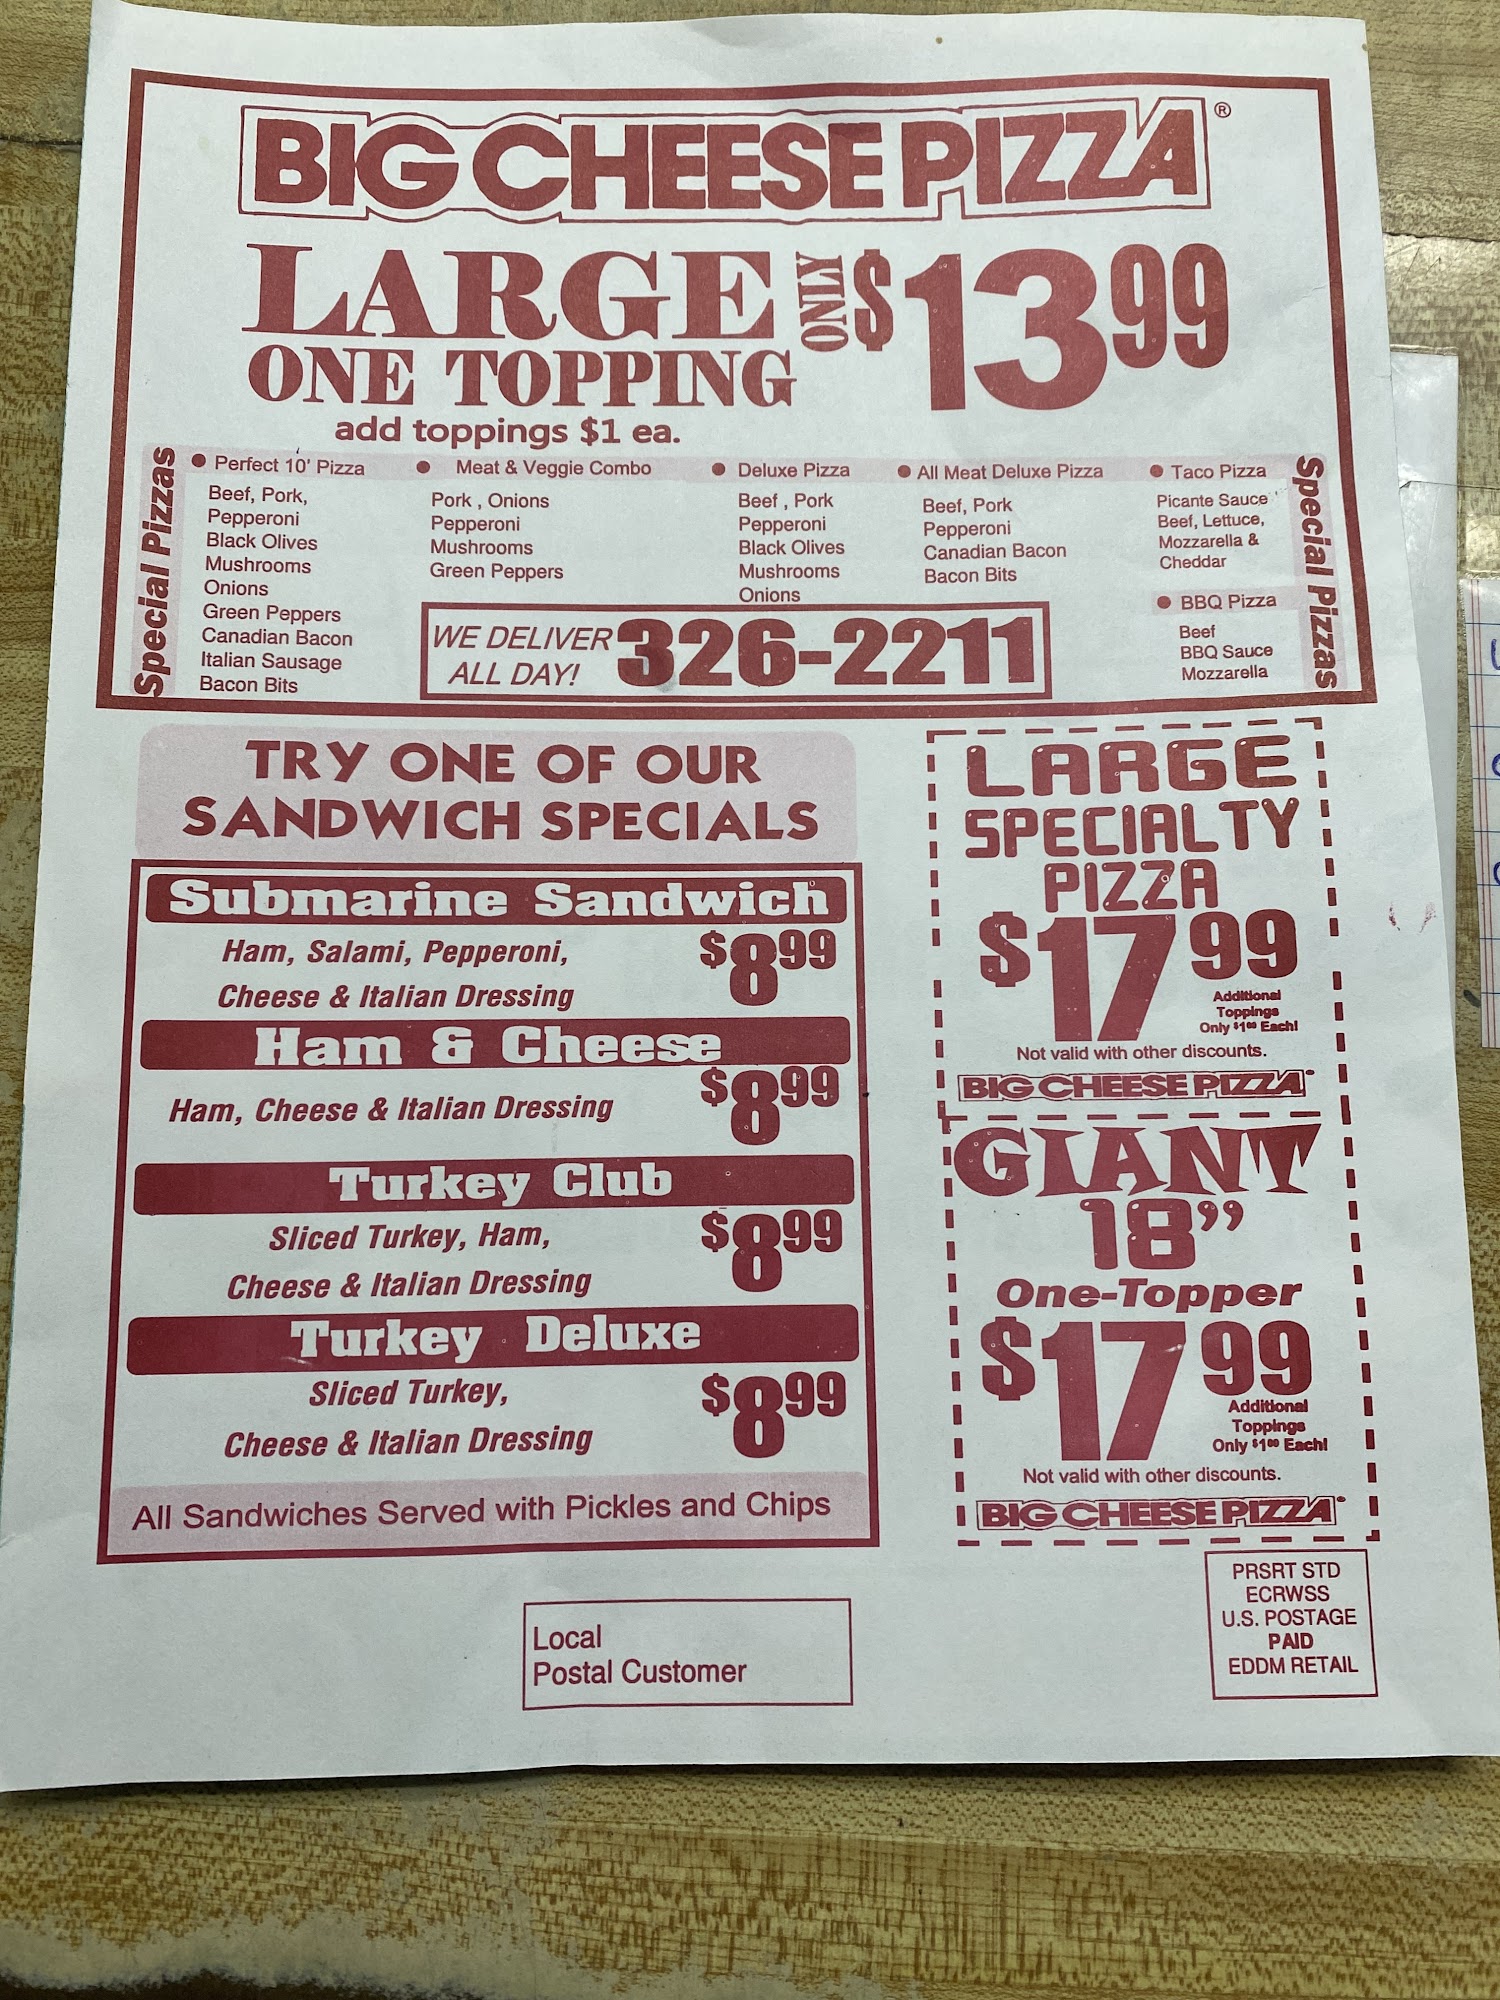 BIG CHEESE PIZZA®
LARGE
ONE TOPPING
ONLY
$13.99
add toppings $1 ea.
Special Pizzas
• Perfect 10' Pizza
Beef, Pork,
Pepperoni
Black Olives
Mushrooms
Onions
Green Peppers
Canadian Bacon
Italian Sausage
Bacon Bits
• Meat & Veggie Combo
Pork , Onions
Pepperoni
Mushrooms
Green Peppers
• Deluxe Pizza
Beef , Pork
Pepperoni
Black Olives
Mushrooms
Onions
• All Meat Deluxe Pizza
Beef, Pork
Pepperoni
Canadian Bacon
Bacon Bits
• Taco Pizza
Picante Sauce
Beef, Lettuce,
Mozzarella &
Cheddar
• BBQ Pizza
Beef
BBQ Sauce
Mozzarella
Special Pizzas
WE DELIVER
ALL DAY!
326-2211
TRY ONE OF OUR
SANDWICH SPECIALS
Submarine Sandwich
Ham, Salami, Pepperoni,
Cheese & Italian Dressing
$8.99
Ham & Cheese
Ham, Cheese & Italian Dressing
$8.99
Turkey Club
Sliced Turkey, Ham,
Cheese & Italian Dressing
$8.99
Turkey Deluxe
Sliced Turkey,
Cheese & Italian Dressing
$8.99
All Sandwiches Served with Pickles and Chips
LARGE
SPECIALTY
PIZZA
$17.99
Additional
Toppings
Only $1.00 Each!
Not valid with other discounts.
BIG CHEESE PIZZA
GIANT
18”
One-Topper
$17.99
Additional
Toppings
Only $1.00 Each!
Not valid with other discounts.
BIG CHEESE PIZZA
Local
Postal Customer
PRSRT STD
ECRWSS
U.S. POSTAGE
PAID
EDDM RETAIL